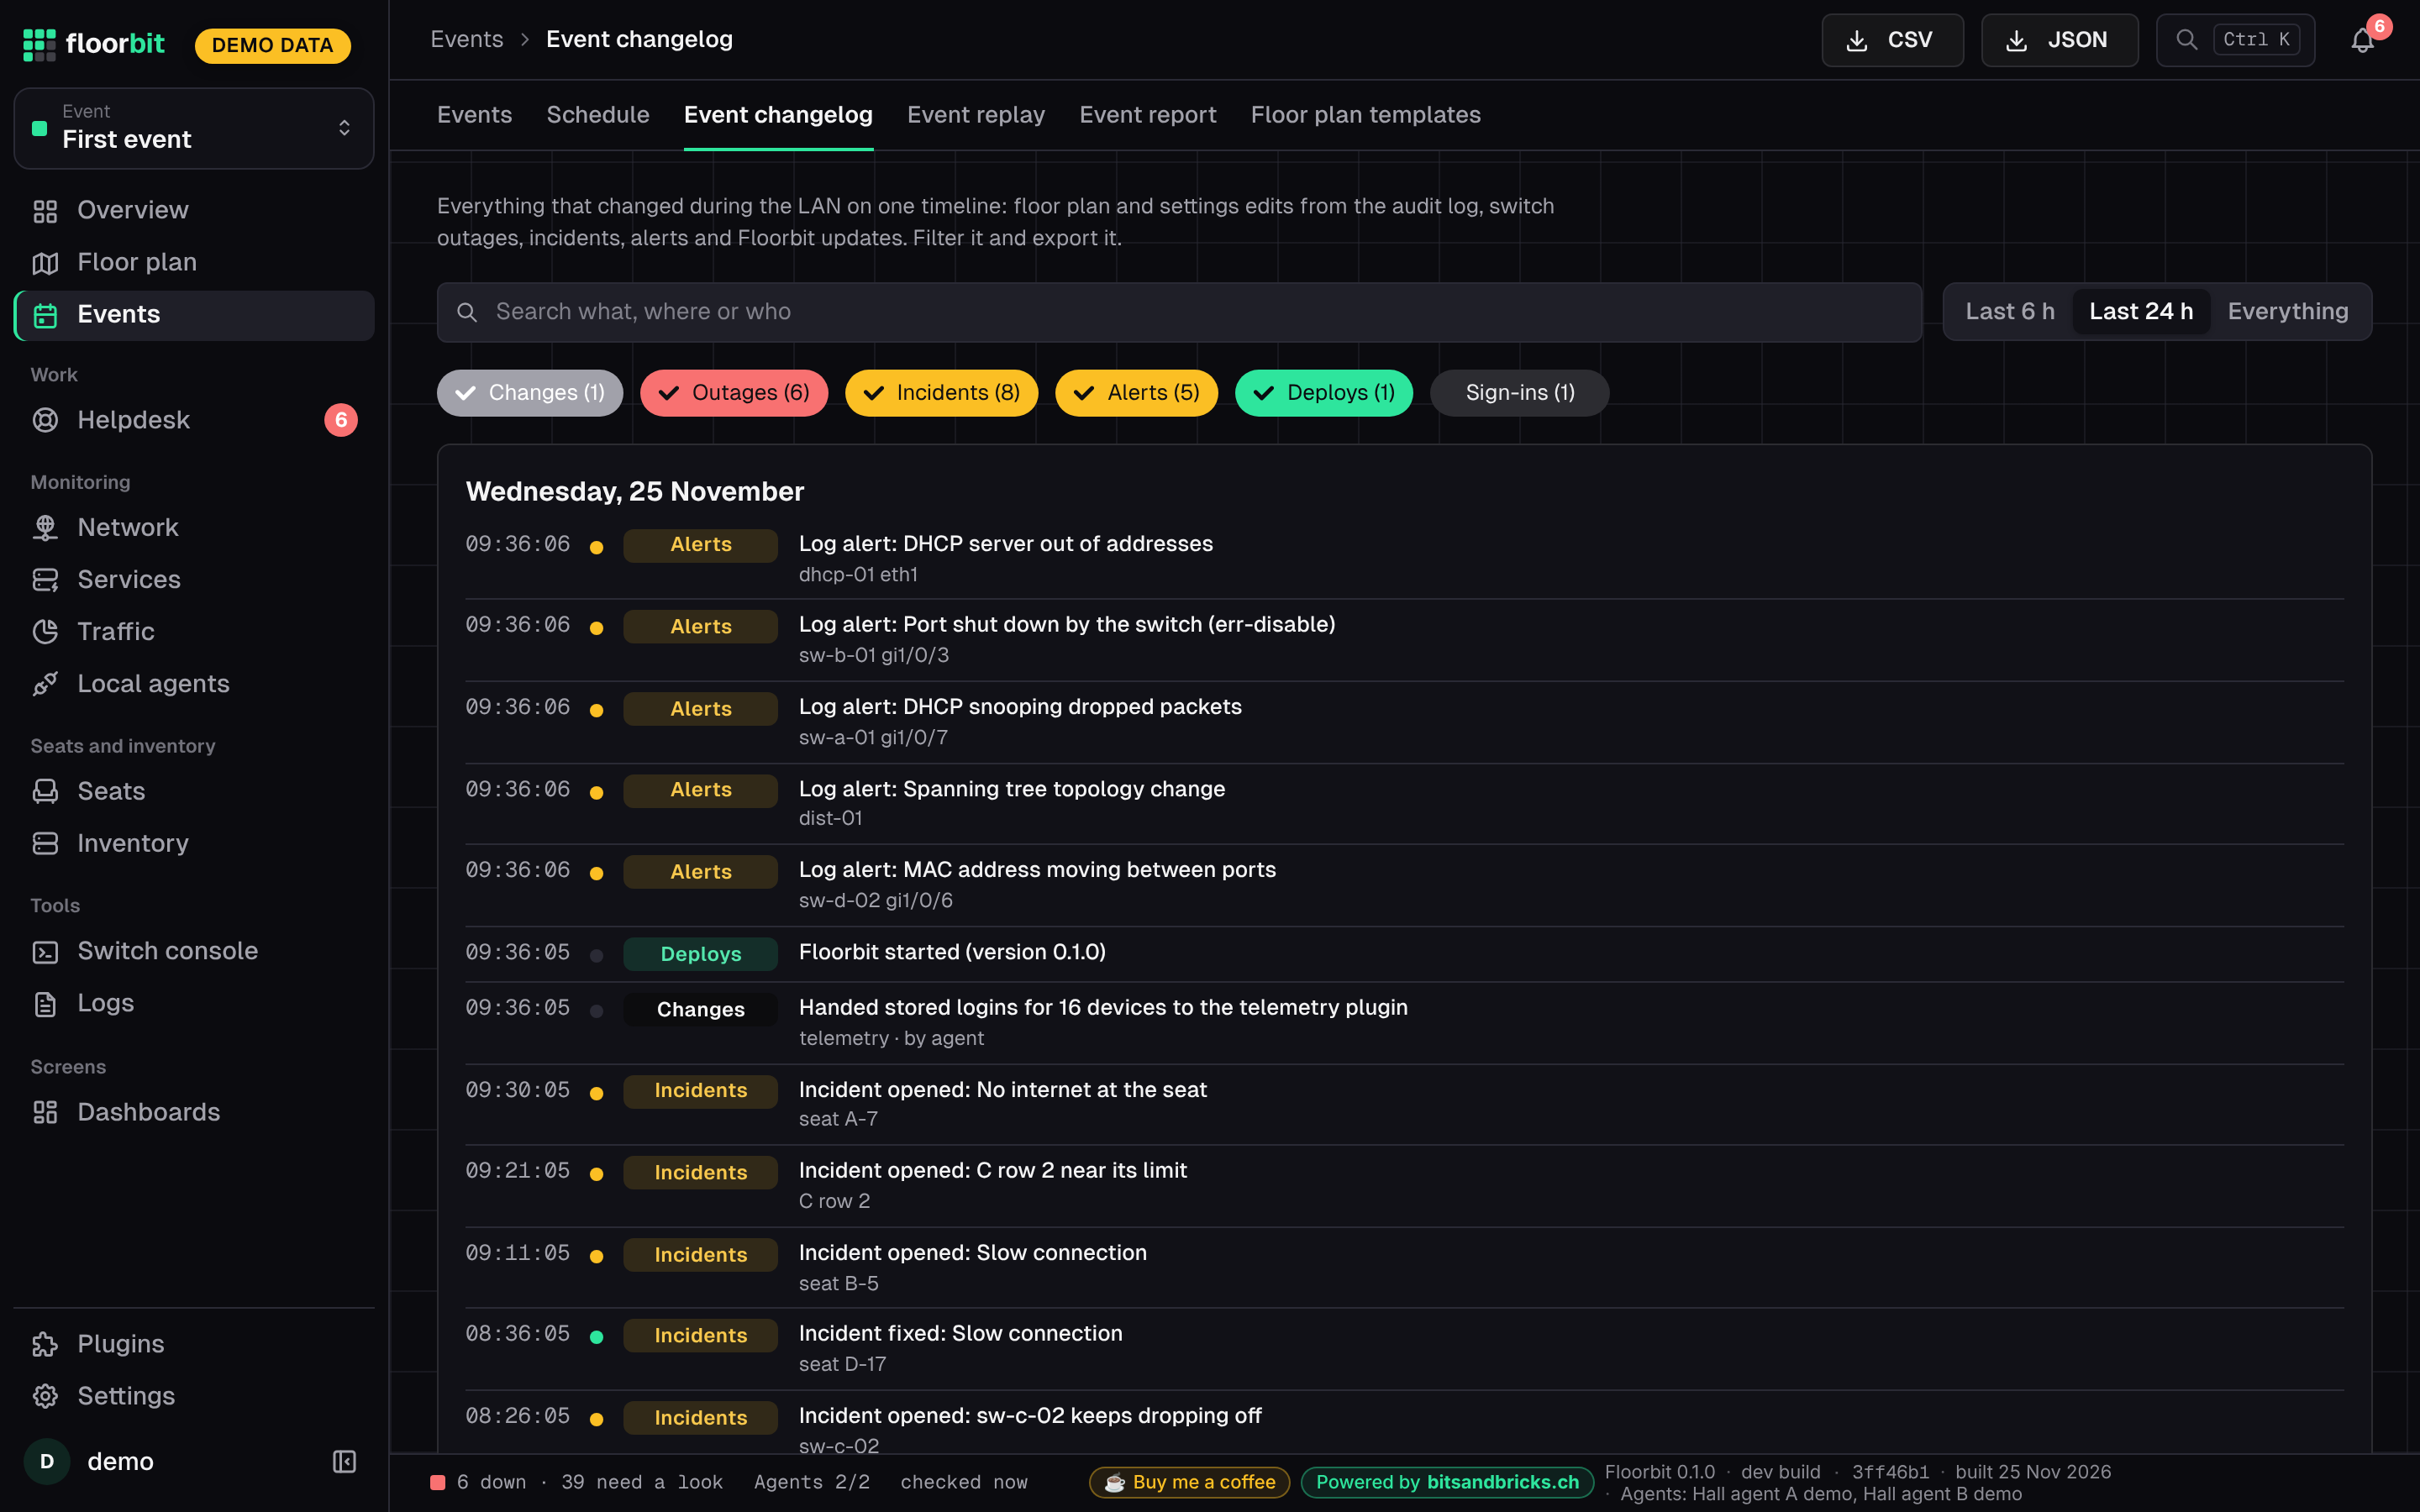 floorbit
DEMO DATA
Event
First event
Overview
Floor plan
Events
Work
Helpdesk
6
Monitoring
Network
Services
Traffic
Local agents
Seats and inventory
Seats
Inventory
Tools
Switch console
Logs
Screens
Dashboards
Plugins
Settings
D
demo
Events
Event changelog
CSV
JSON
Ctrl K
6
Events
Schedule
Event changelog
Event replay
Event report
Floor plan templates
Everything that changed during the LAN on one timeline: floor plan and settings edits from the audit log, switch
outages, incidents, alerts and Floorbit updates. Filter it and export it.
Search what, where or who
Last 6 h
Last 24 h
Everything
Changes (1)
Outages (6)
Incidents (8)
Alerts (5)
Deploys (1)
Sign-ins (1)
Wednesday, 25 November
09:36:06 Alerts Log alert: DHCP server out of addresses
dhcp-01 eth1
09:36:06 Alerts Log alert: Port shut down by the switch (err-disable)
sw-b-01 gi1/0/3
09:36:06 Alerts Log alert: DHCP snooping dropped packets
sw-a-01 gi1/0/7
09:36:06 Alerts Log alert: Spanning tree topology change
dist-01
09:36:06 Alerts Log alert: MAC address moving between ports
sw-d-02 gi1/0/6
09:36:05 Deploys Floorbit started (version 0.1.0)
09:36:05 Changes Handed stored logins for 16 devices to the telemetry plugin
telemetry · by agent
09:30:05 Incidents Incident opened: No internet at the seat
seat A-7
09:21:05 Incidents Incident opened: C row 2 near its limit
C row 2
09:11:05 Incidents Incident opened: Slow connection
seat B-5
08:36:05 Incidents Incident fixed: Slow connection
seat D-17
08:26:05 Incidents Incident opened: sw-c-02 keeps dropping off
sw-c-02
6 down · 39 need a look
Agents 2/2
checked now
☕ Buy me a coffee
Powered by bitsandbricks.ch
Floorbit 0.1.0 · dev build · 3ff46b1 · built 25 Nov 2026
· Agents: Hall agent A demo, Hall agent B demo